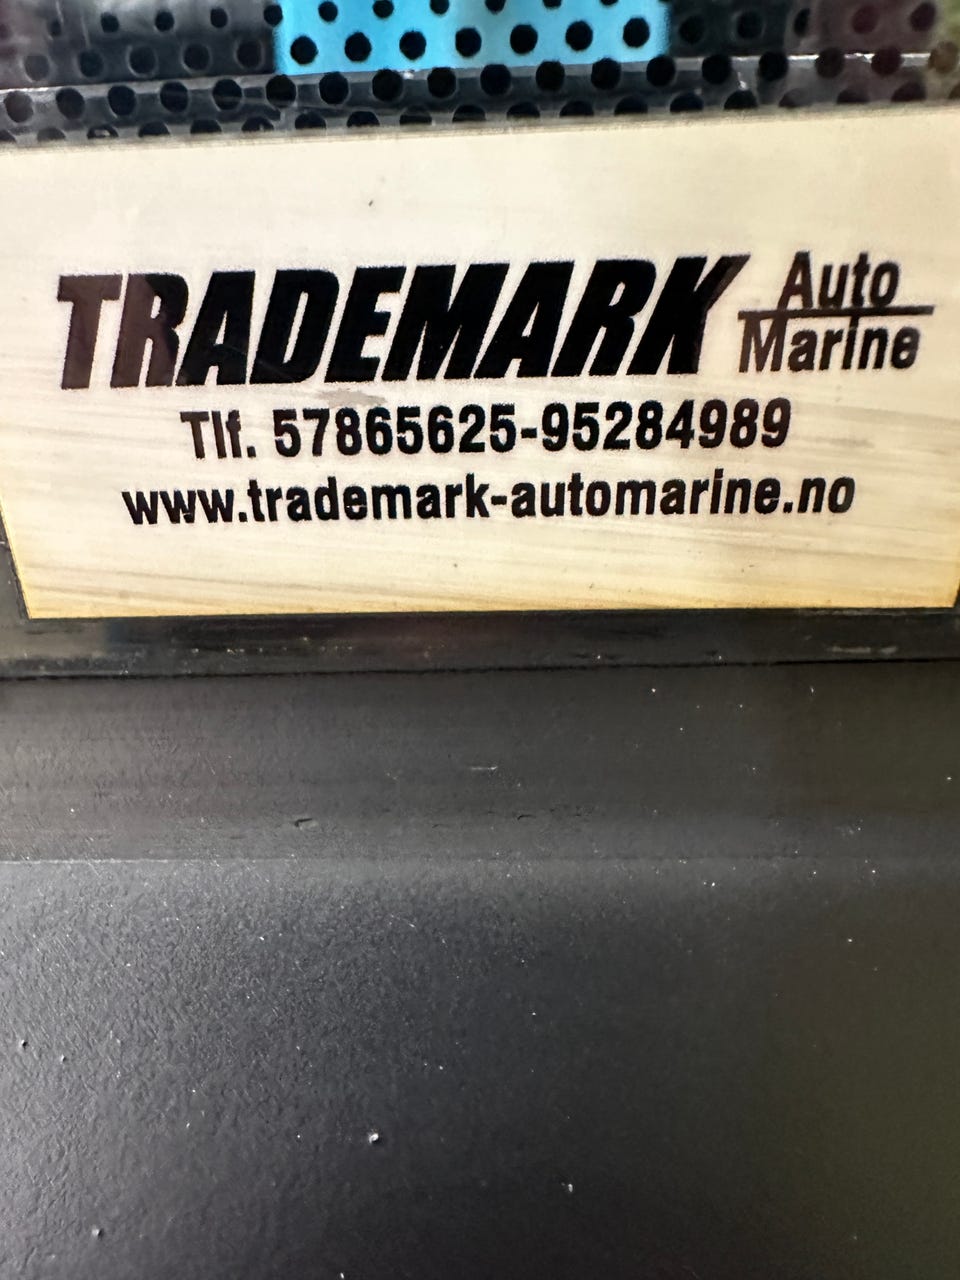 TRADEMARK Auto Marine
Tlf. 57865625-95284989
www.trademark-automarine.no